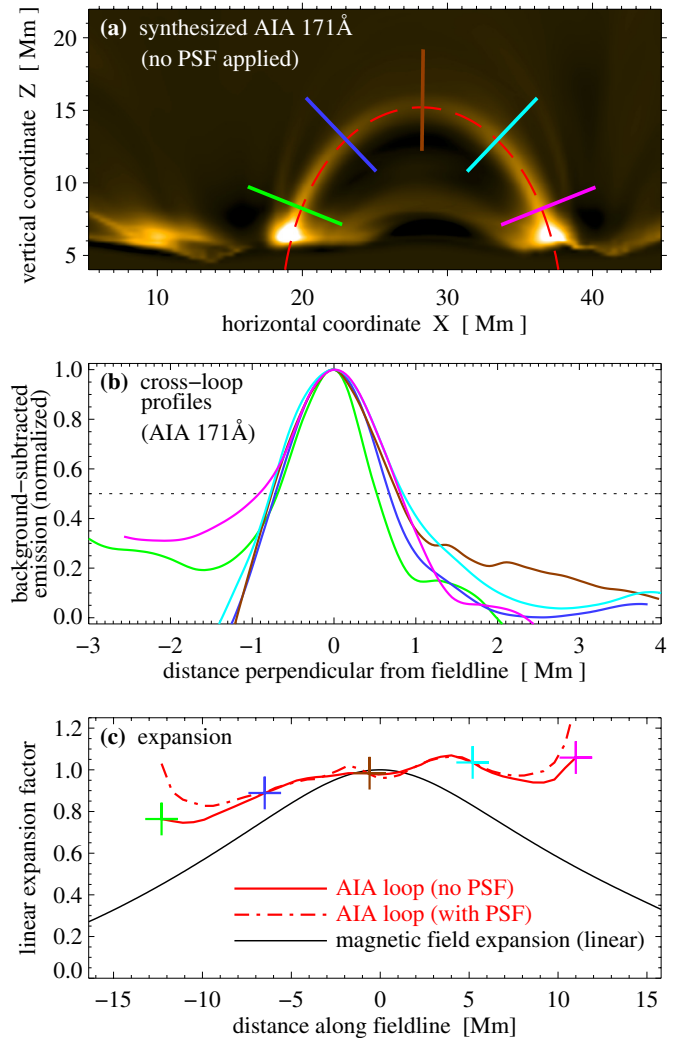 (a) synthesized AIA 171Å
(no PSF applied)
vertical coordinate Z [ Mm ]
20
15
10
5
10
20
30
40
horizontal coordinate X [ Mm ]
(b) cross−loop
profiles
(AIA 171Å)
background−subtracted
emission (normalized)
1.0
0.8
0.6
0.4
0.2
0.0
−3
−2
−1
0
1
2
3
4
distance perpendicular from fieldline [ Mm ]
(c) expansion
linear expansion factor
1.2
1.0
0.8
0.6
0.4
0.2
0.0
AIA loop (no PSF)
AIA loop (with PSF)
magnetic field expansion (linear)
−15
−10
−5
0
5
10
15
distance along fieldline [Mm]